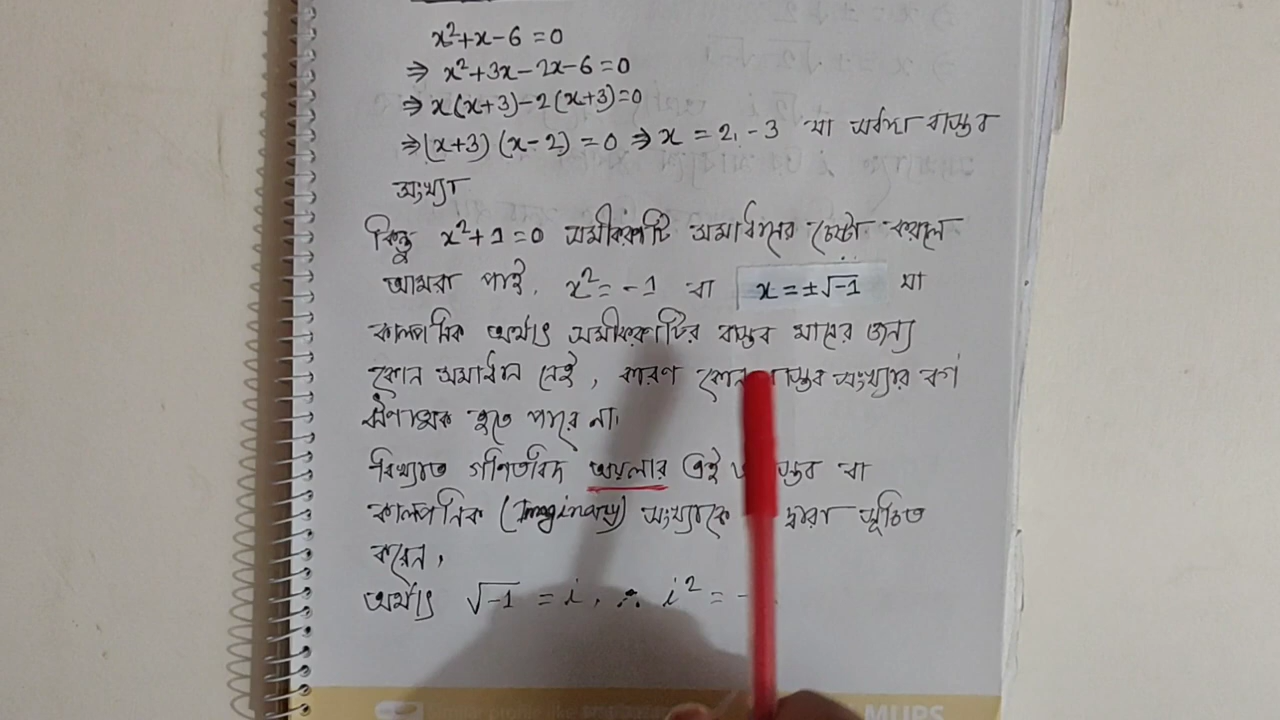 x²+x-6=0
⇒ x²+3x-2x-6=0
⇒ x(x+3)-2(x+3)=0
⇒(x+3)(x-2)=0 ⇒ x = 2, -3 যা সর্বদা বাস্তব
সংখ্যা
কিন্তু x²+1=0 সমীকরণটি সমাধানের চেষ্টা করলে
আমরা পাই, x²=-1 বা x=±√-1 যা
কাল্পনিক অর্থাৎ সমীকরণটির বাস্তব মানের জন্য
কোন সমাধান নেই, কারণ কোন বাস্তব সংখ্যার বর্গ
ঋণাত্মক হতে পারে না।
বিখ্যাত গণিতবিদ অয়লার এই বা
কাল্পনিক (Imaginary) সংখ্যাকে দ্বারা সূচিত
করেন,
অর্থাৎ √-1 = i, ∴ i² = -
MUPS